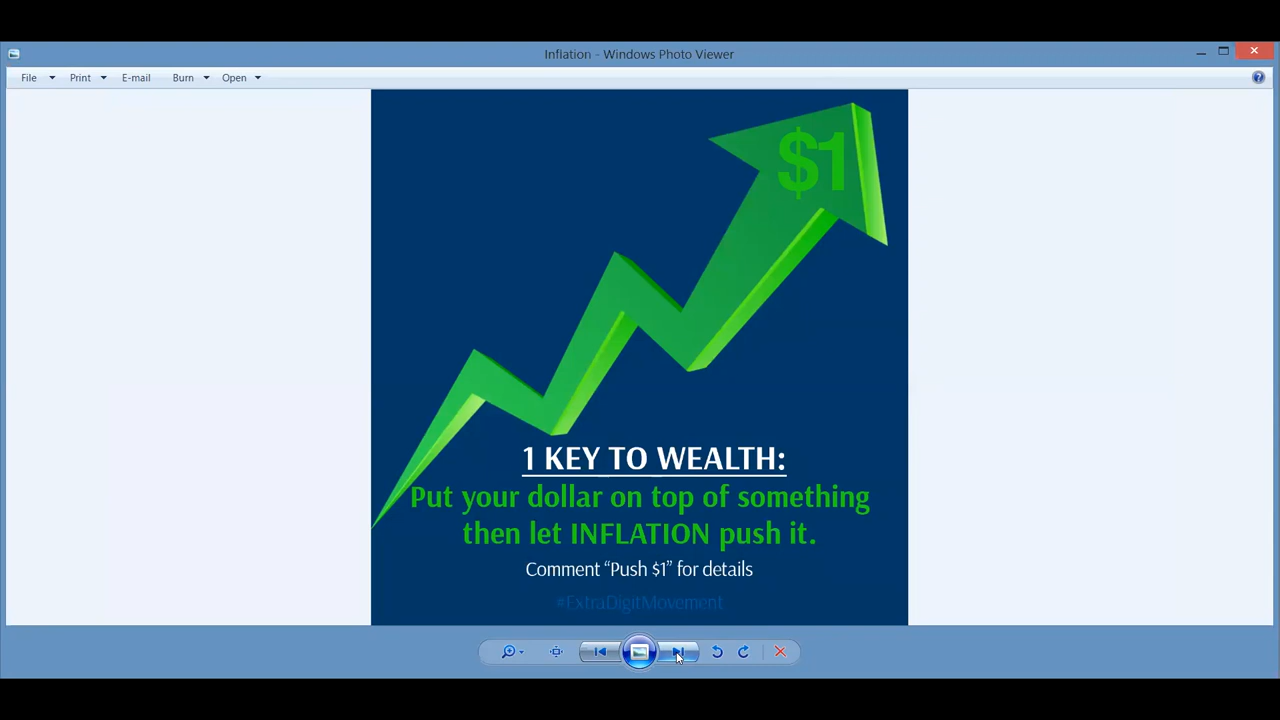 Inflation - Windows Photo Viewer
File Print E-mail Burn Open
$1
1 KEY TO WEALTH:
Put your dollar on top of something
then let INFLATION push it.
Comment “Push $1” for details
#ExtraDigitMovement